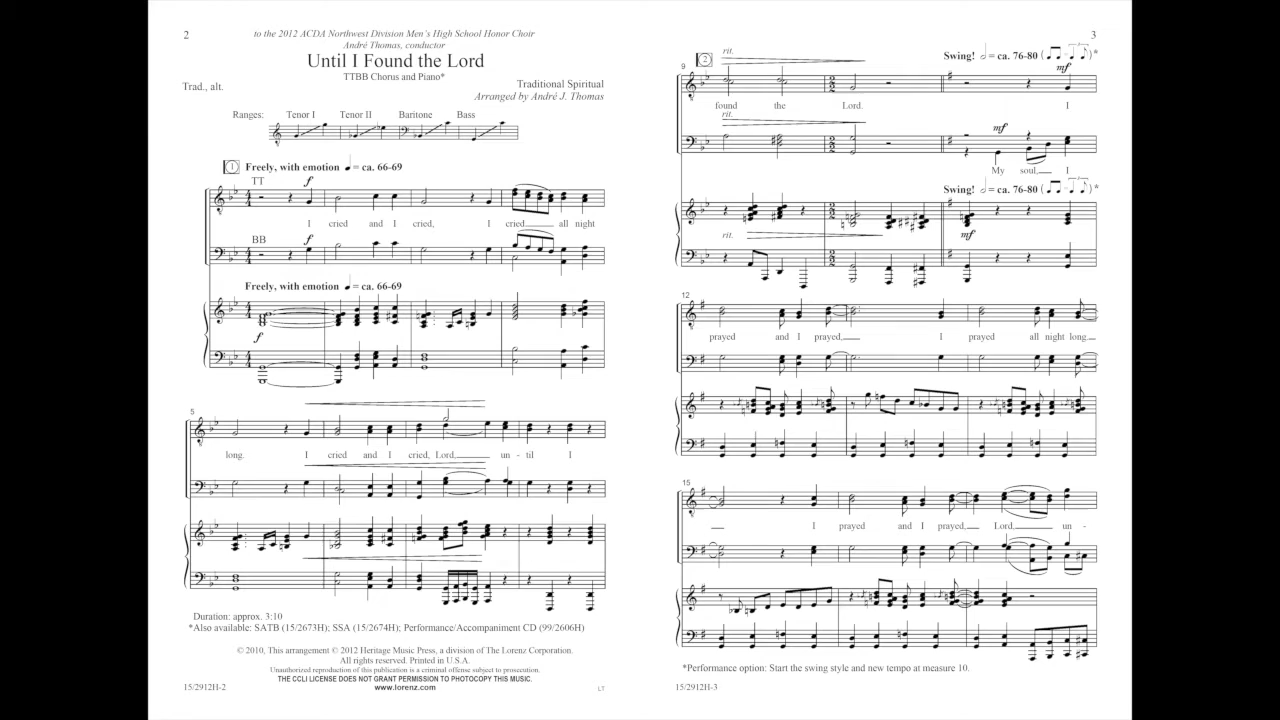 2
to the 2012 ACDA Northwest Division Men's High School Honor Choir
André Thomas, conductor
Until I Found the Lord
TTBB Chorus and Piano*
Trad., alt.
Traditional Spiritual
Arranged by André J. Thomas
Ranges: Tenor I Tenor II Baritone Bass
1 Freely, with emotion ♩ = ca. 66-69
TT
f
I cried and I cried, I cried all night
BB
f
Freely, with emotion ♩ = ca. 66-69
f
5
long. I cried and I cried, Lord, un - til I
Duration: approx. 3:10
*Also available: SATB (15/2673H); SSA (15/2674H); Performance/Accompaniment CD (99/2606H)
© 2010, This arrangement © 2012 Heritage Music Press, a division of The Lorenz Corporation.
All rights reserved. Printed in U.S.A.
Unauthorized reproduction of this publication is a criminal offense subject to prosecution.
THE CCLI LICENSE DOES NOT GRANT PERMISSION TO PHOTOCOPY THIS MUSIC.
www.lorenz.com
15/2912H-2
LT
3
2 rit. Swing! = ca. 76-80 ( = 3 )*
9
mf
found the Lord. I
rit.
mf
My soul, I
Swing! = ca. 76-80 ( = 3 )*
rit.
mf
12
prayed and I prayed, I prayed all night long.
15
I prayed and I prayed, Lord, un -
*Performance option: Start the swing style and new tempo at measure 10.
15/2912H-3